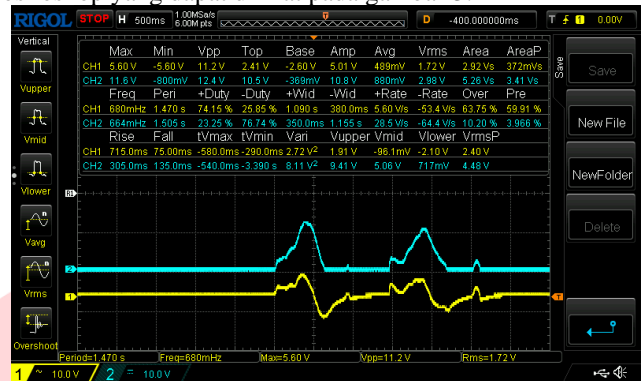 RIGOL STOP H 500ms 1.00MSa/s 6.00M pts D -400.000000ms T 0.00V
Vertical
Max Min Vpp Top Base Amp Avg Vrms Area AreaP
CH1 5.60 V -5.60 V 11.2 V 2.41 V -2.60 V 5.01 V 489mV 1.72 V 2.92 Vs 372mVs
CH2 11.6 V -800mV 12.4 V 10.5 V -369mV 10.8 V 880mV 2.98 V 5.26 Vs 3.41 Vs
Freq Peri +Duty -Duty +Wid -Wid +Rate -Rate Over Pre
CH1 680mHz 1.470 s 74.15 % 25.85 % 1.090 s 380.0ms 5.60 V/s -53.4 V/s 63.75 % 59.91 %
CH2 664mHz 1.505 s 23.25 % 76.74 % 350.0ms 1.155 s 28.5 V/s -64.4 V/s 10.20 % 3.966 %
Rise Fall tVmax tVmin Vari Vupper Vmid Vlower VrmsP
CH1 715.0ms 75.00ms -580.0ms -290.0ms 2.72 V² 1.91 V -96.1mV -2.10 V 2.40 V
CH2 305.0ms 135.0ms -540.0ms -3.390 s 8.11 V² 9.41 V 5.06 V 717mV 4.48 V
Vupper
Vmid
Vlower
Vavg
Vrms
Overshoot
Save
Save
New File
NewFolder
Delete
R1
2
1
T
Period=1.470 s Freq=680mHz Max=5.60 V Vpp=11.2 V Rms=1.72 V
1 ~ 10.0 V 2 = 10.0 V